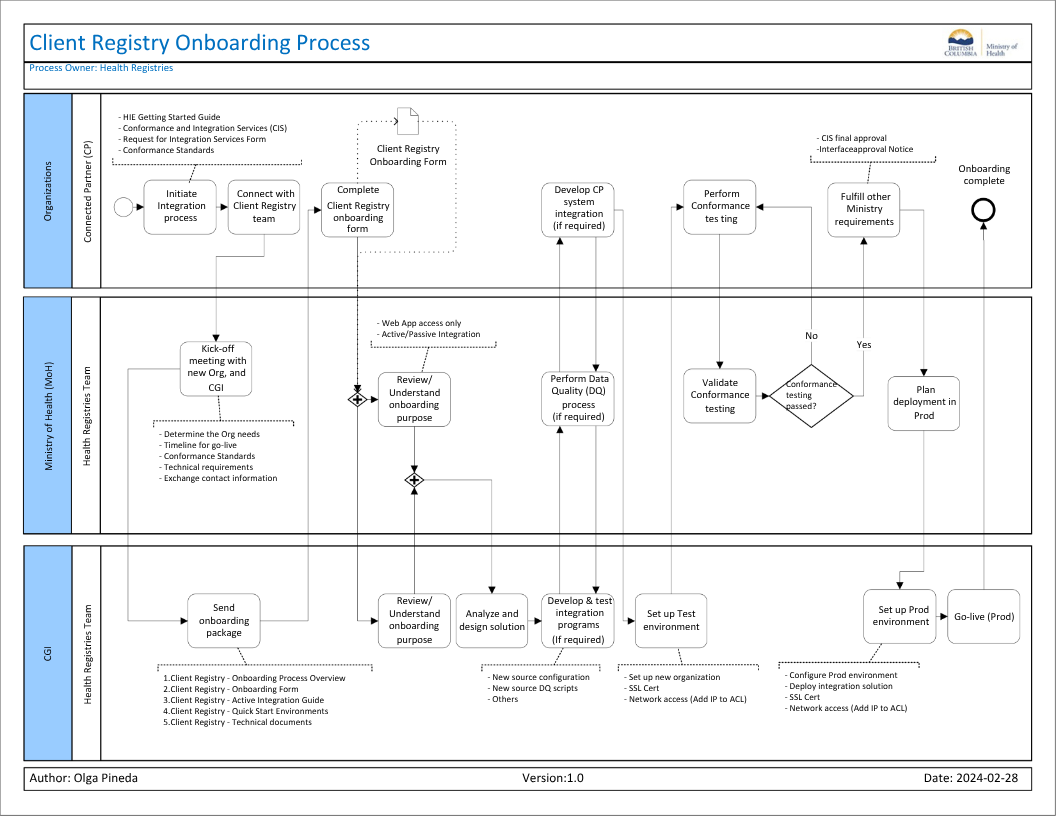 Client Registry Onboarding Process
BRITISH
COLUMBIA
Ministry of
Health
Process Owner: Health Registries
Organizations
Connected Partner (CP)
- HIE Getting Started Guide
- Conformance and Integration Services (CIS)
- Request for Integration Services Form
- Conformance Standards
Initiate
Integration
process
Connect with
Client Registry
team
Complete
Client Registry
onboarding
form
Client Registry
Onboarding Form
Develop CP
system
integration
(if required)
Perform
Conformance
tes ting
- CIS final approval
-Interfaceapproval Notice
Fulfill other
Ministry
requirements
Onboarding
complete
Ministry of Health (MoH)
Health Registries Team
Kick-off
meeting with
new Org, and
CGI
- Determine the Org needs
- Timeline for go-live
- Conformance Standards
- Technical requirements
- Exchange contact information
- Web App access only
- Active/Passive Integration
Review/
Understand
onboarding
purpose
Perform Data
Quality (DQ)
process
(if required)
Validate
Conformance
testing
Conformance
testing
passed?
No
Yes
Plan
deployment in
Prod
CGI
Health Registries Team
Send
onboarding
package
1.Client Registry - Onboarding Process Overview
2.Client Registry - Onboarding Form
3.Client Registry - Active Integration Guide
4.Client Registry - Quick Start Environments
5.Client Registry - Technical documents
Review/
Understand
onboarding
purpose
Analyze and
design solution
Develop & test
integration
programs
(If required)
- New source configuration
- New source DQ scripts
- Others
Set up Test
environment
- Set up new organization
- SSL Cert
- Network access (Add IP to ACL)
Set up Prod
environment
- Configure Prod environment
- Deploy integration solution
- SSL Cert
- Network access (Add IP to ACL)
Go-live (Prod)
Author: Olga Pineda
Version:1.0
Date: 2024-02-28